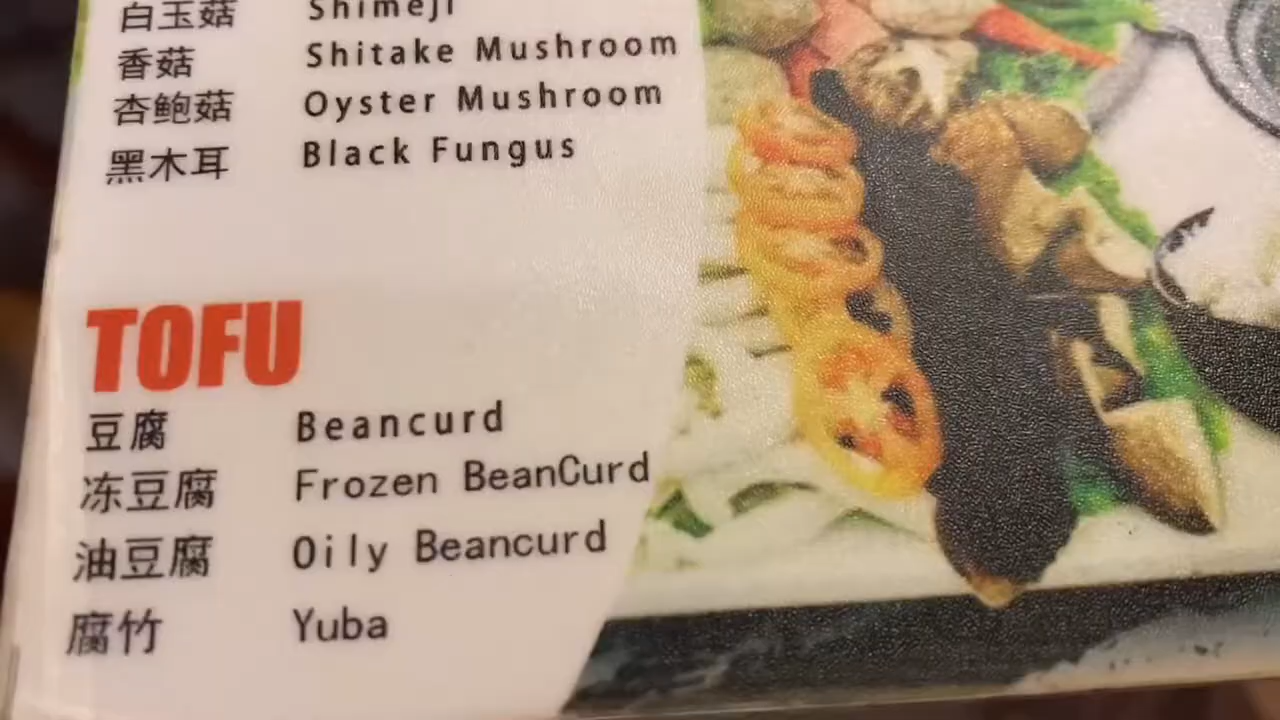 白玉菇 Shimeji
香菇 Shitake Mushroom
杏鲍菇 Oyster Mushroom
黑木耳 Black Fungus
TOFU
豆腐 Beancurd
冻豆腐 Frozen BeanCurd
油豆腐 Oily Beancurd
腐竹 Yuba